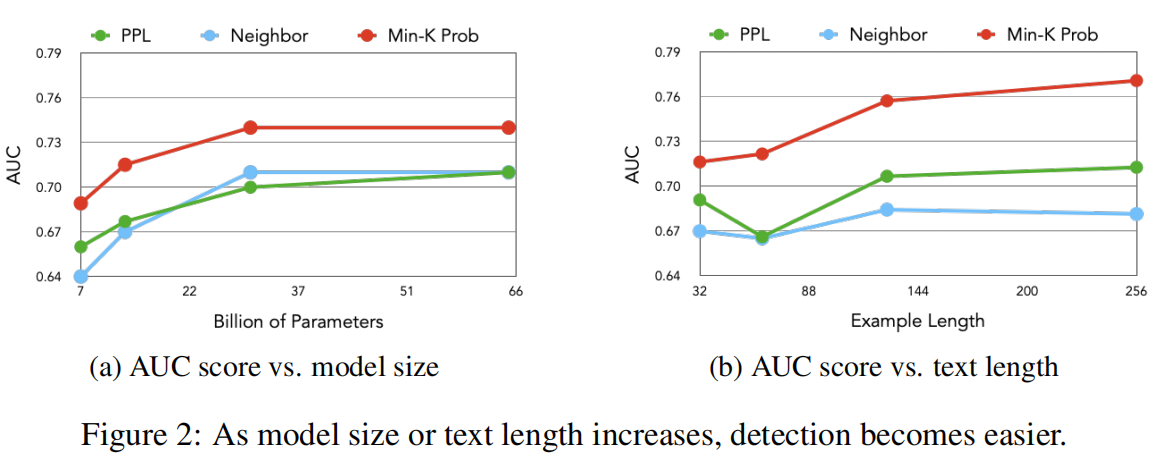 PPL Neighbor Min-K Prob
0.79
0.76
0.73
0.70
0.67
0.64
AUC
7 22 37 51 66
Billion of Parameters
(a) AUC score vs. model size
PPL Neighbor Min-K Prob
0.79
0.76
0.73
0.70
0.67
0.64
AUC
32 88 144 200 256
Example Length
(b) AUC score vs. text length
Figure 2: As model size or text length increases, detection becomes easier.